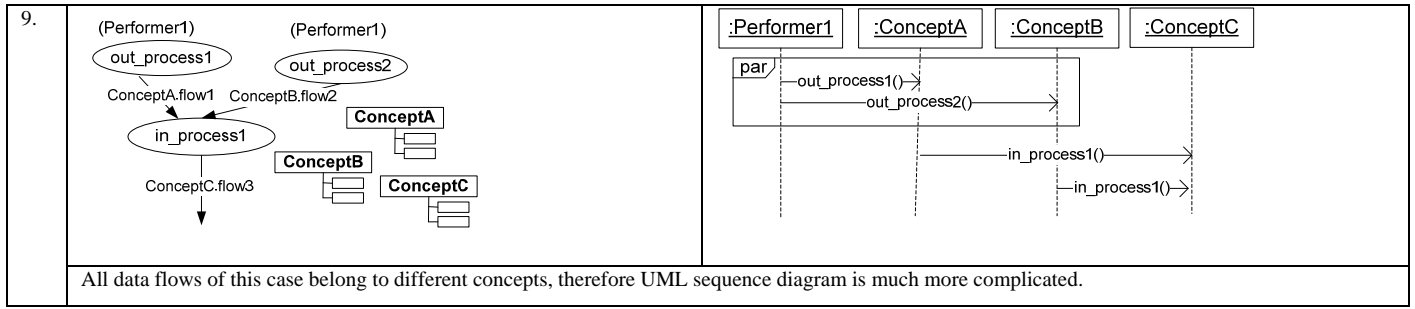 9.
(Performer1)
(Performer1)
out_process1
out_process2
ConceptA.flow1
ConceptB.flow2
in_process1
ConceptC.flow3
ConceptA
ConceptB
ConceptC
:Performer1
:ConceptA
:ConceptB
:ConceptC
par
out_process1()
out_process2()
in_process1()
in_process1()
All data flows of this case belong to different concepts, therefore UML sequence diagram is much more complicated.